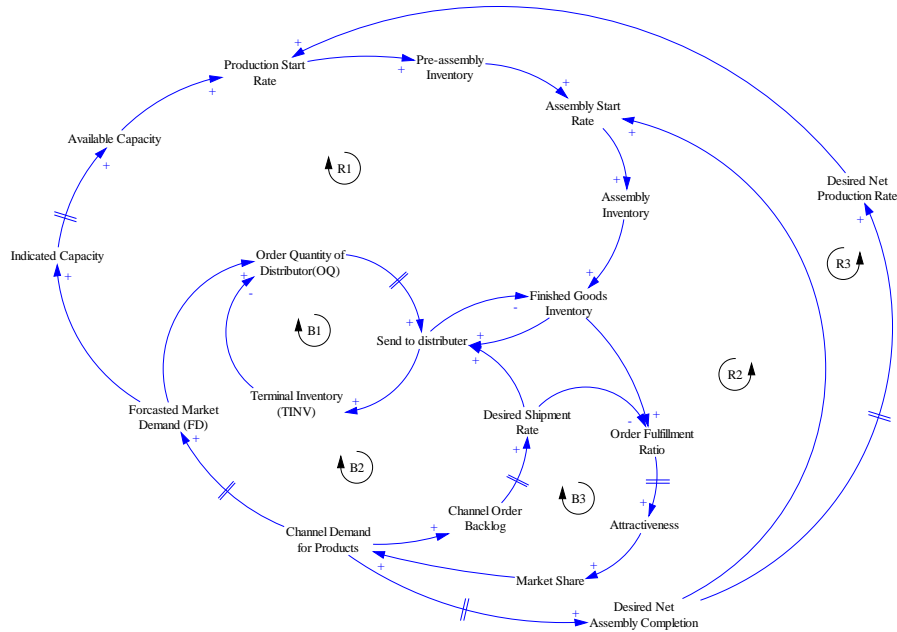 Production Start
Rate
Pre-assembly
Inventory
Assembly Start
Rate
Available Capacity
R1
Desired Net
Production Rate
Assembly
Inventory
Indicated Capacity
Order Quantity of
Distributor(OQ)
R3
Finished Goods
Inventory
B1
Send to distributer
R2
Terminal Inventory
(TINV)
Forcasted Market
Demand (FD)
Desired Shipment
Rate
Order Fulfillment
Ratio
B2
B3
Channel Order
Backlog
Attractiveness
Channel Demand
for Products
Market Share
Desired Net
Assembly Completion